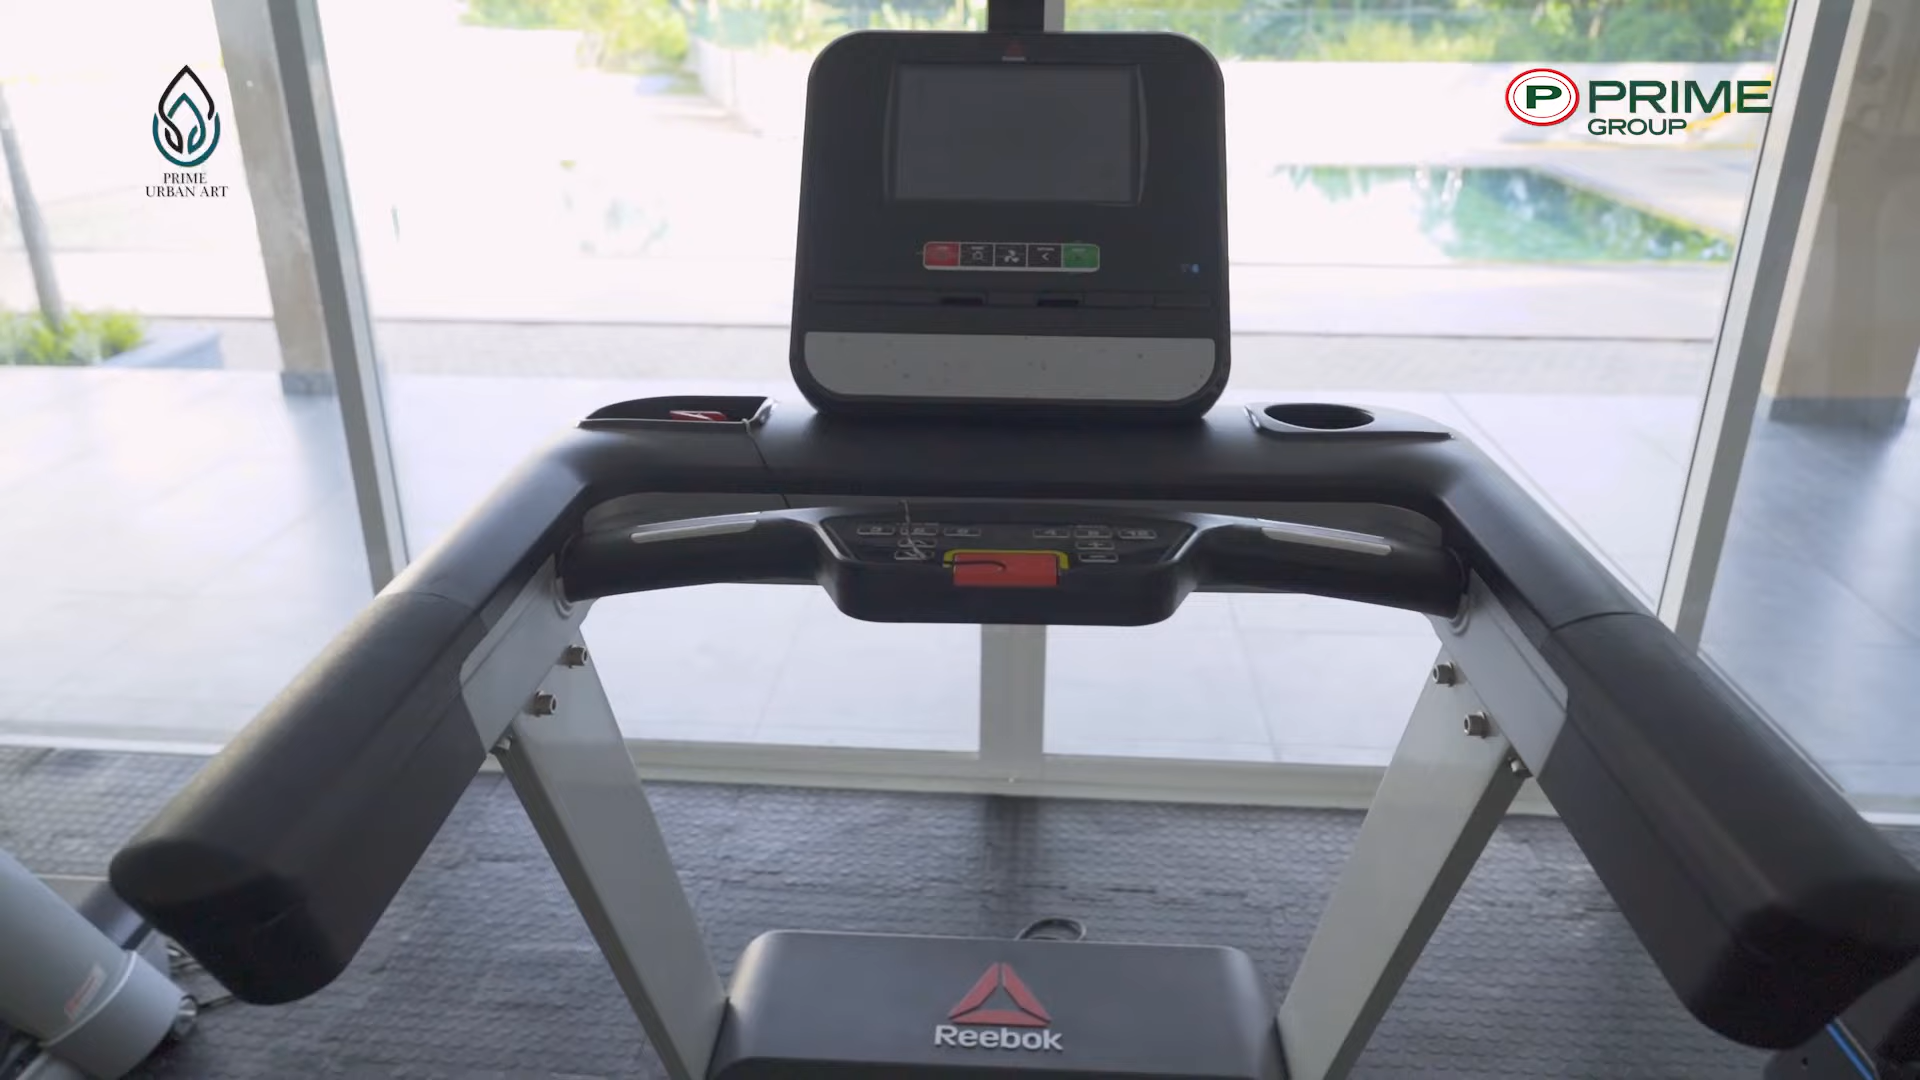 PRIME
URBAN ART
P PRIME
GROUP
Reebok